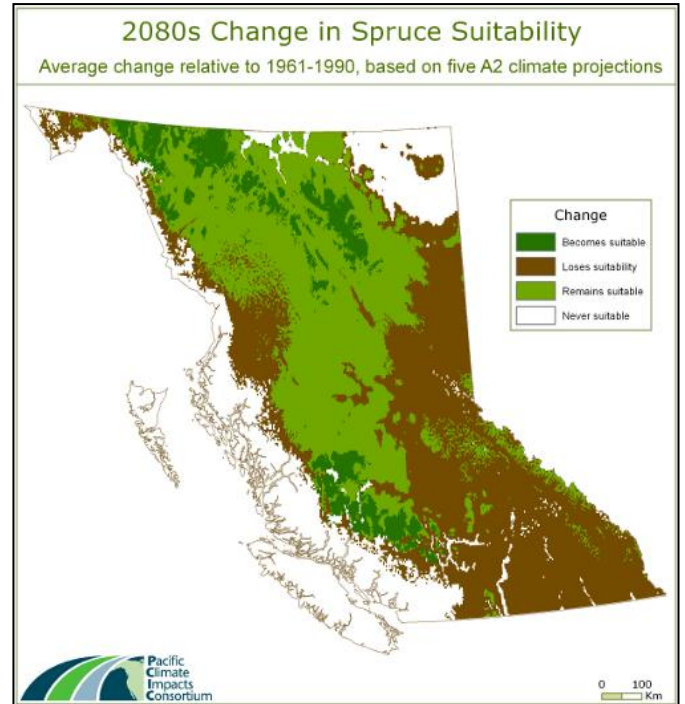 2080s Change in Spruce Suitability
Average change relative to 1961-1990, based on five A2 climate projections
Change
Becomes suitable
Loses suitability
Remains suitable
Never suitable
Pacific
Climate
Impacts
Consortium
0 100
Km